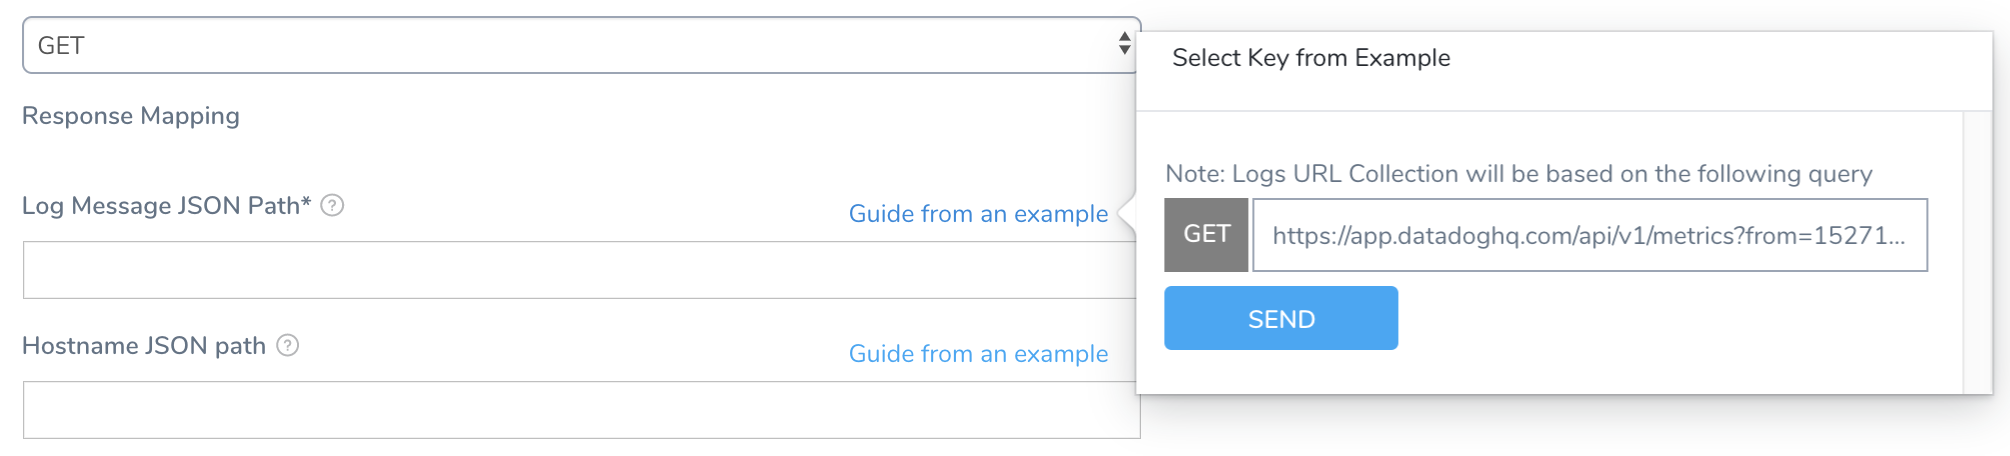 GET
Response Mapping
Log Message JSON Path* ?
Guide from an example
Hostname JSON path ?
Guide from an example
Select Key from Example
Note: Logs URL Collection will be based on the following query
GET
https://app.datadoghq.com/api/v1/metrics?from=15271...
SEND